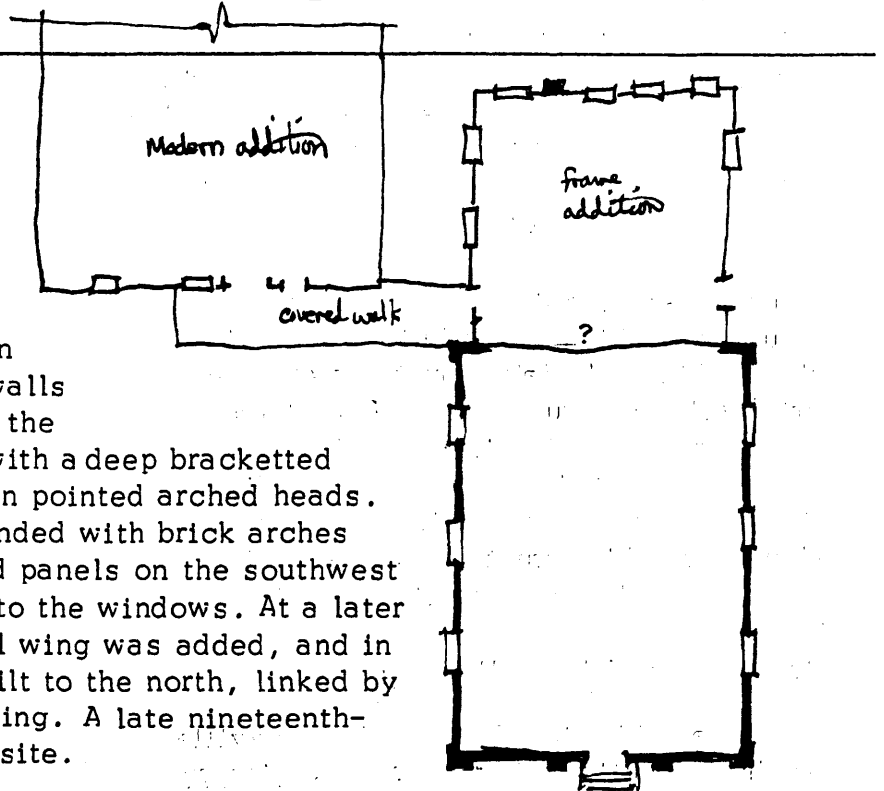 Modern addition
frame
addition
covered walk
?
n
walls
the
with a deep bracketted
n pointed arched heads.
nded with brick arches
d panels on the southwest
to the windows. At a later
l wing was added, and in
ilt to the north, linked by
ing. A late nineteenth-
site.